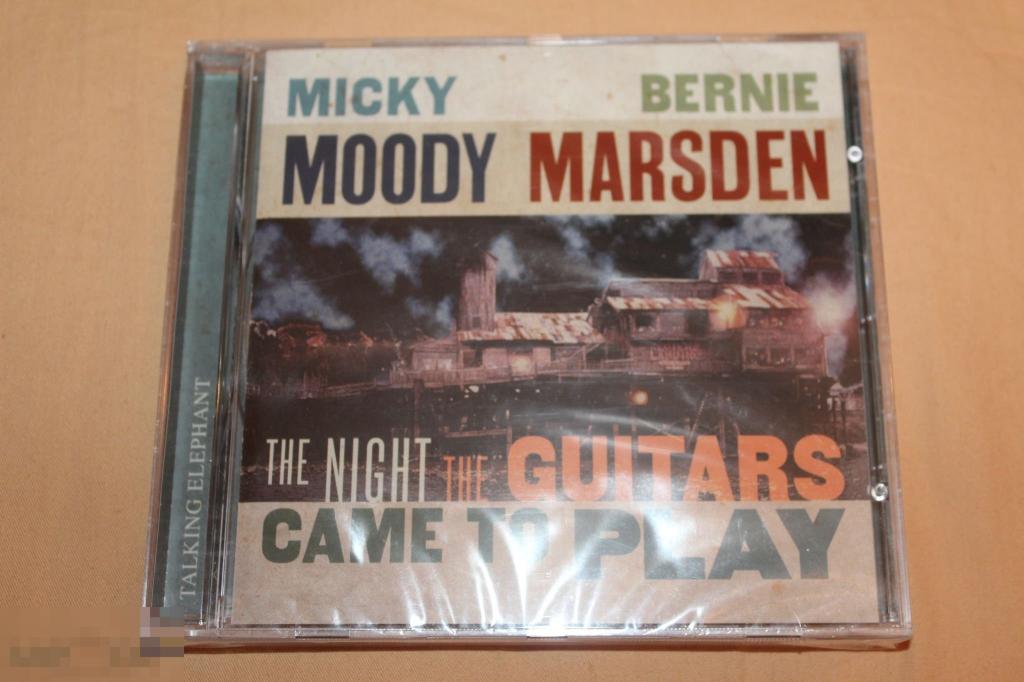 MICKY BERNIE
MOODY MARSDEN
THE NIGHT THE GUITARS
CAME TO PLAY
TALKING ELEPHANT